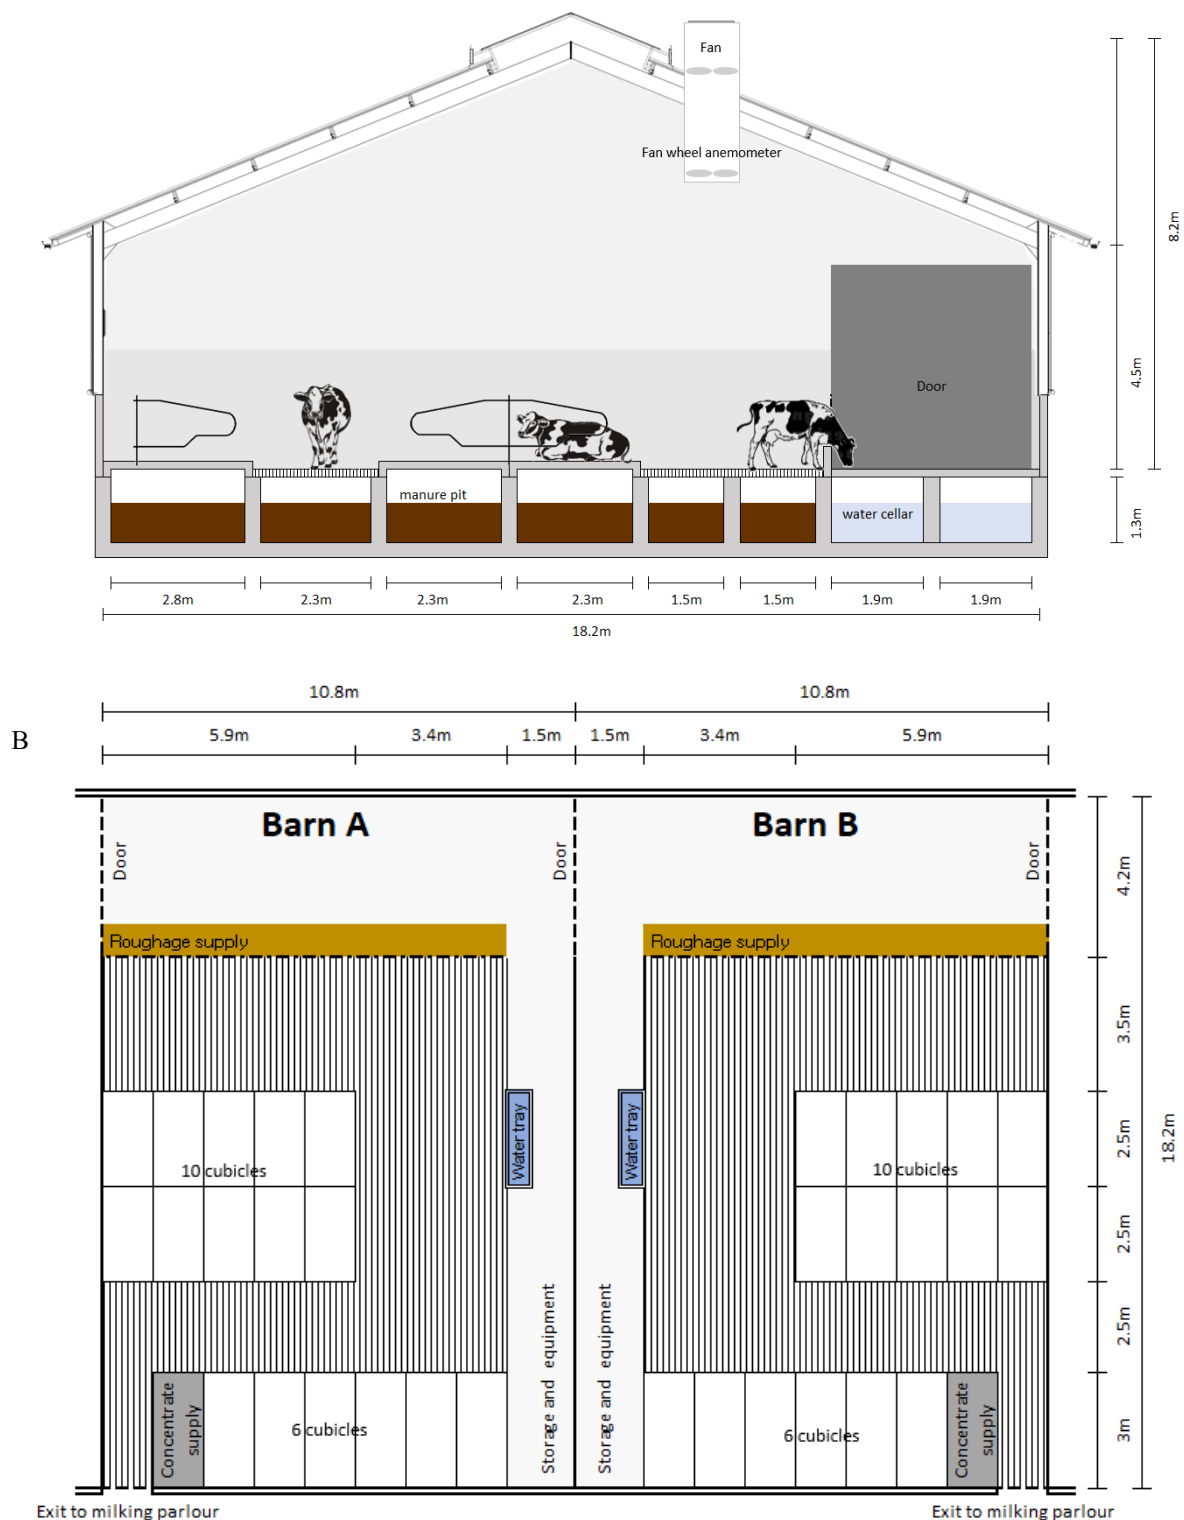 Fan
Fan wheel anemometer
8.2m
4.5m
Door
manure pit
water cellar
1.3m
2.8m
2.3m
2.3m
2.3m
1.5m
1.5m
1.9m
1.9m
18.2m
10.8m
10.8m
B
5.9m
3.4m
1.5m
1.5m
3.4m
5.9m
Barn A
Barn B
Door
Door
Door
4.2m
Roughage supply
Roughage supply
3.5m
Water tray
Water tray
2.5m
18.2m
10 cubicles
10 cubicles
2.5m
Storage and equipment
Storage and equipment
2.5m
Concentrate
supply
6 cubicles
6 cubicles
Concentrate
supply
3m
Exit to milking parlour
Exit to milking parlour